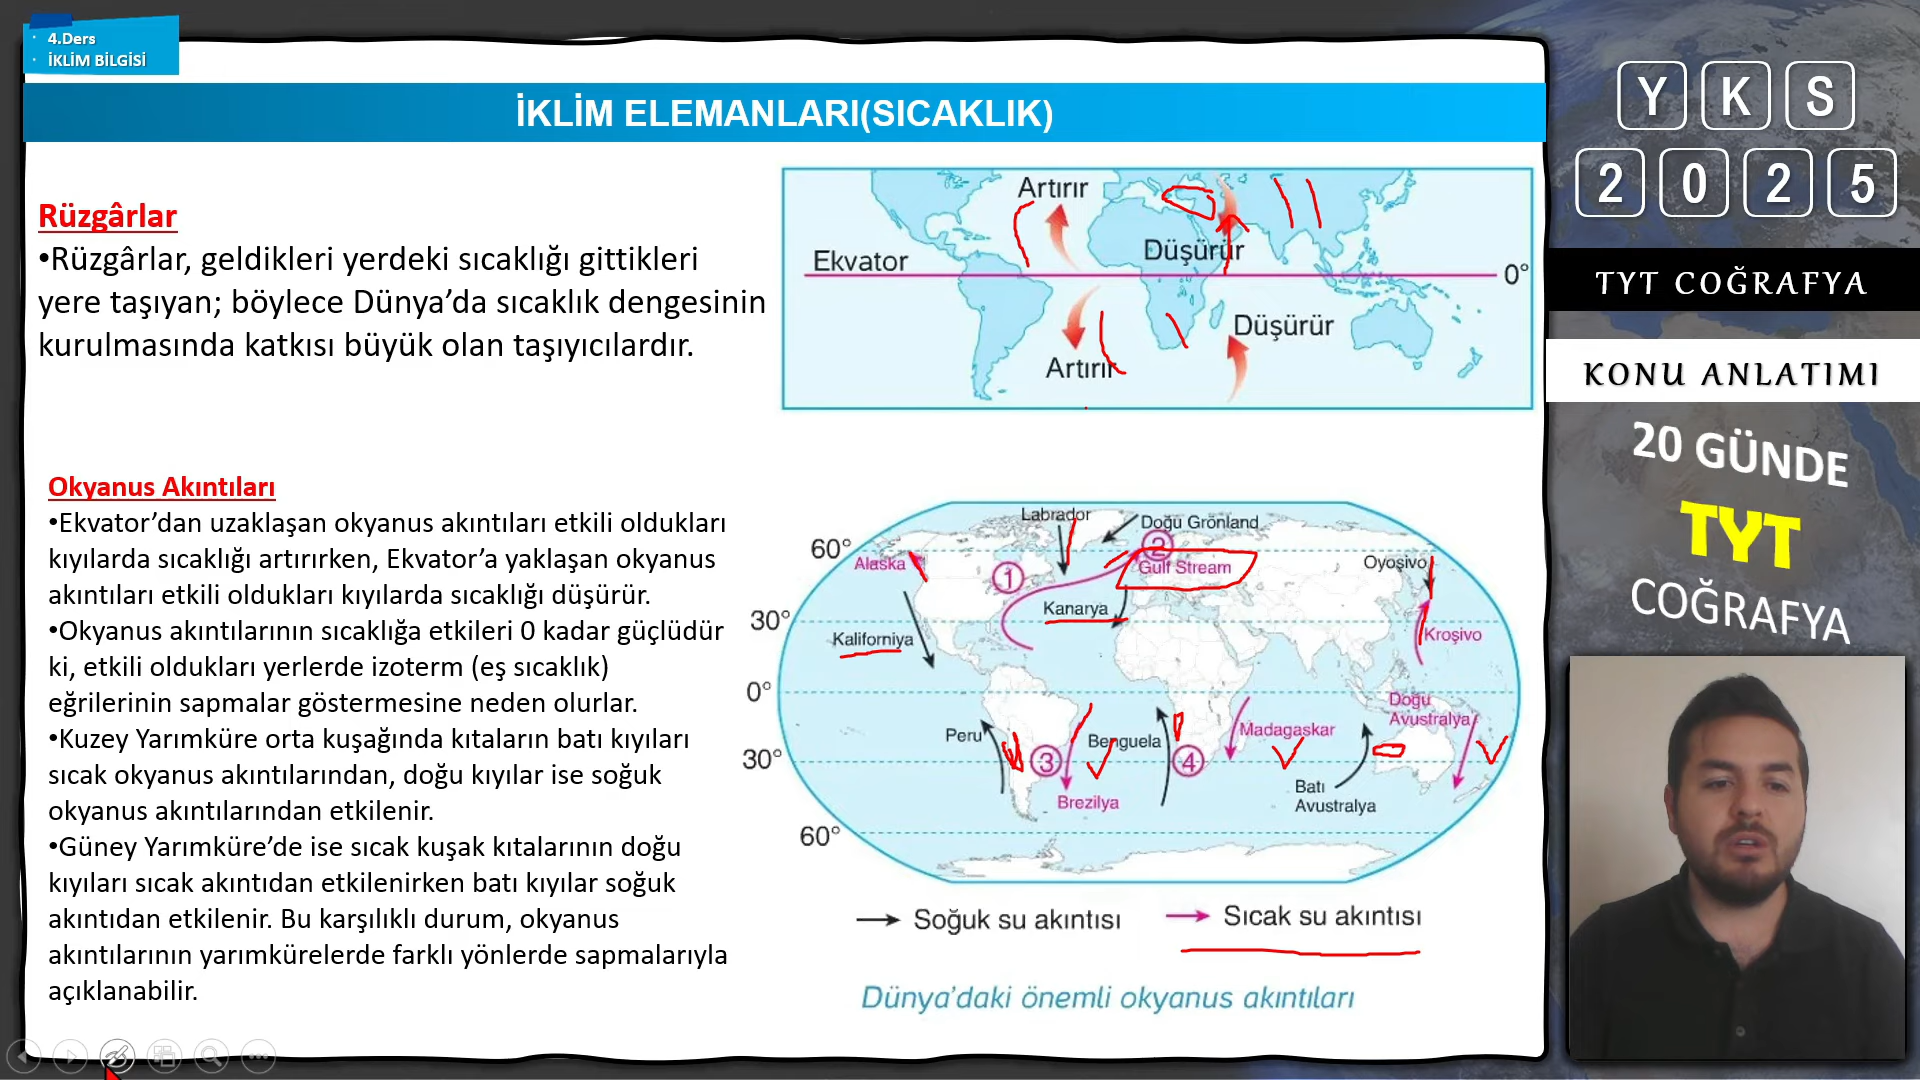 4.Ders
İKLİM BİLGİSİ
İKLİM ELEMANLARI(SICAKLIK)
Rüzgârlar
•Rüzgârlar, geldikleri yerdeki sıcaklığı gittikleri
yere taşıyan; böylece Dünya’da sıcaklık dengesinin
kurulmasında katkısı büyük olan taşıyıcılardır.
Artırır
Düşürür
Ekvator
0°
Düşürür
Artırır
Okyanus Akıntıları
•Ekvator’dan uzaklaşan okyanus akıntıları etkili oldukları
kıyılarda sıcaklığı artırırken, Ekvator’a yaklaşan okyanus
akıntıları etkili oldukları kıyılarda sıcaklığı düşürür.
•Okyanus akıntılarının sıcaklığa etkileri 0 kadar güçlüdür
ki, etkili oldukları yerlerde izoterm (eş sıcaklık)
eğrilerinin sapmalar göstermesine neden olurlar.
•Kuzey Yarımküre orta kuşağında kıtaların batı kıyıları
sıcak okyanus akıntılarından, doğu kıyılar ise soğuk
okyanus akıntılarından etkilenir.
•Güney Yarımküre’de ise sıcak kuşak kıtalarının doğu
kıyıları sıcak akıntıdan etkilenirken batı kıyılar soğuk
akıntıdan etkilenir. Bu karşılıklı durum, okyanus
akıntılarının yarımkürelerde farklı yönlerde sapmalarıyla
açıklanabilir.
Labrador
Doğu Grönland
60°
Alaska
2
Gulf Stream
Oyoşivo
1
30°
Kanarya
Kaliforniya
Kroşivo
0°
Doğu
Avustralya
Peru
Benguela
Madagaskar
30°
3
4
Batı
Avustralya
Brezilya
60°
Soğuk su akıntısı
Sıcak su akıntısı
Dünya’daki önemli okyanus akıntıları
Y K S
2 0 2 5
TYT COĞRAFYA
KONU ANLATIMI
20 GÜNDE
TYT
COĞRAFYA